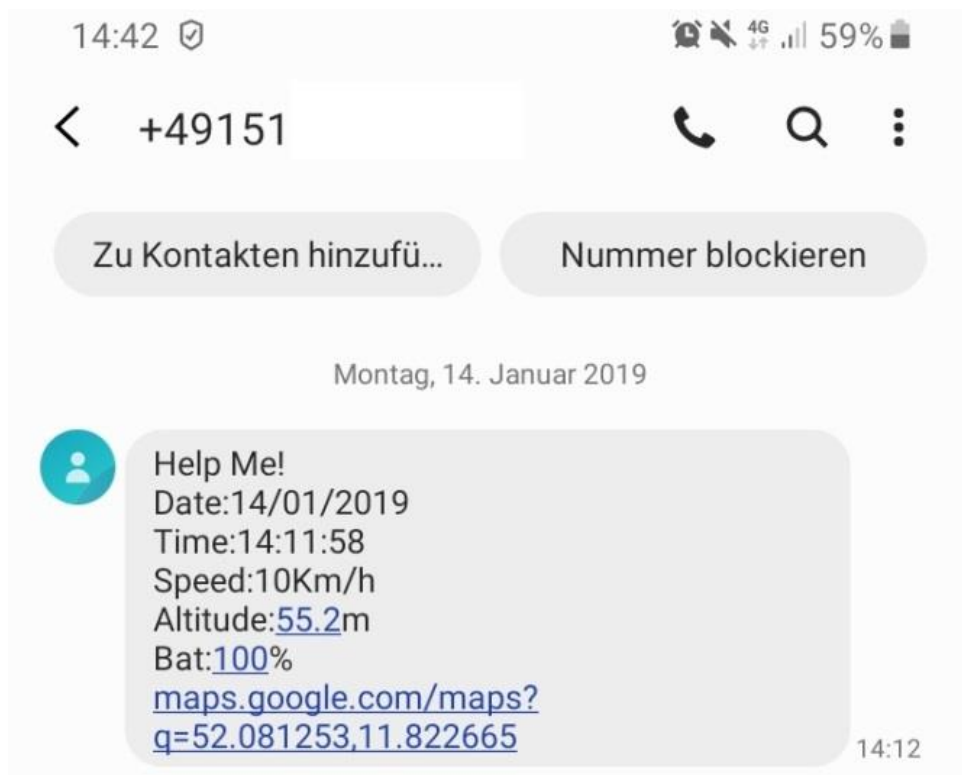 14:42
4G 59%
+49151
Zu Kontakten hinzufü...
Nummer blockieren
Montag, 14. Januar 2019
Help Me!
Date:14/01/2019
Time:14:11:58
Speed:10Km/h
Altitude:55.2m
Bat:100%
maps.google.com/maps?
q=52.081253,11.822665
14:12